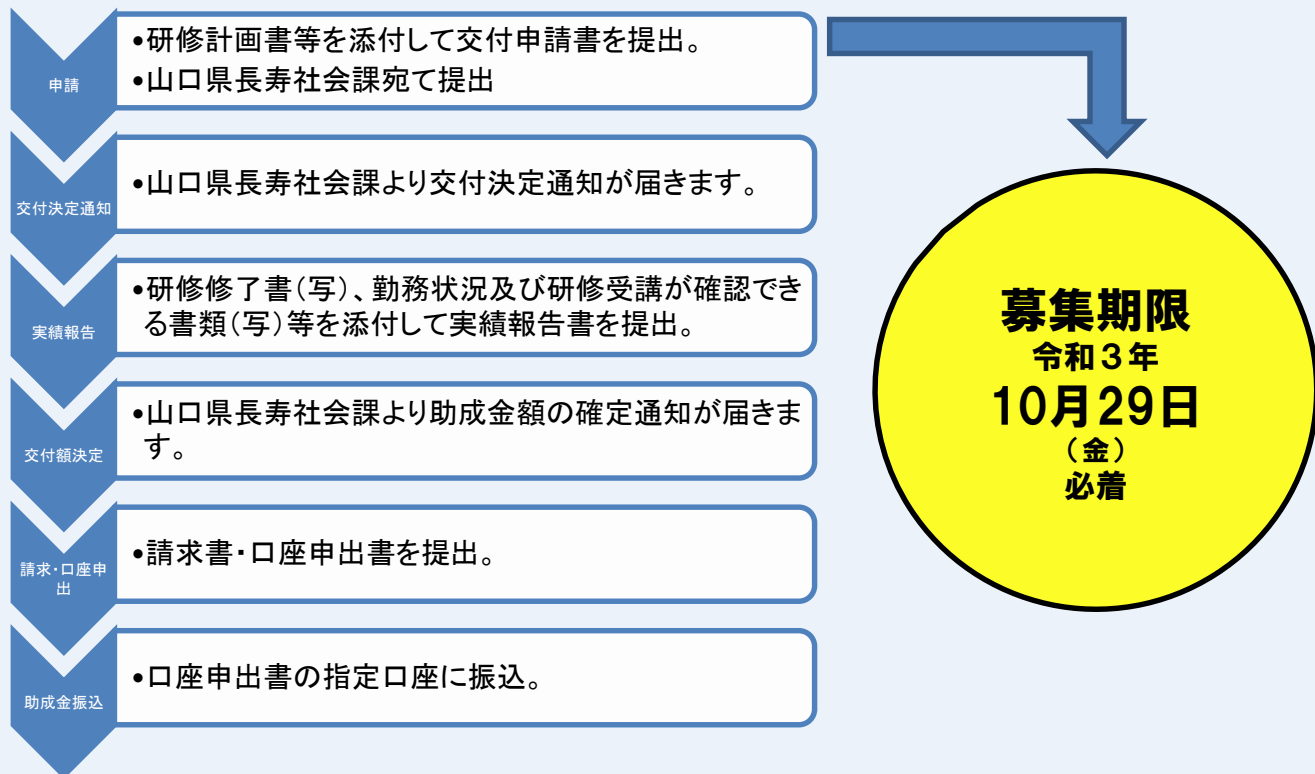 申請
•研修計画書等を添付して交付申請書を提出。
•山口県長寿社会課宛て提出
交付決定通知
•山口県長寿社会課より交付決定通知が届きます。
実績報告
•研修修了書(写)、勤務状況及び研修受講が確認でき
る書類(写)等を添付して実績報告書を提出。
交付額決定
•山口県長寿社会課より助成金額の確定通知が届きま
す。
請求・口座申
出
•請求書・口座申出書を提出。
助成金振込
•口座申出書の指定口座に振込。
募集期限
令和３年
10月29日
(金)
必着